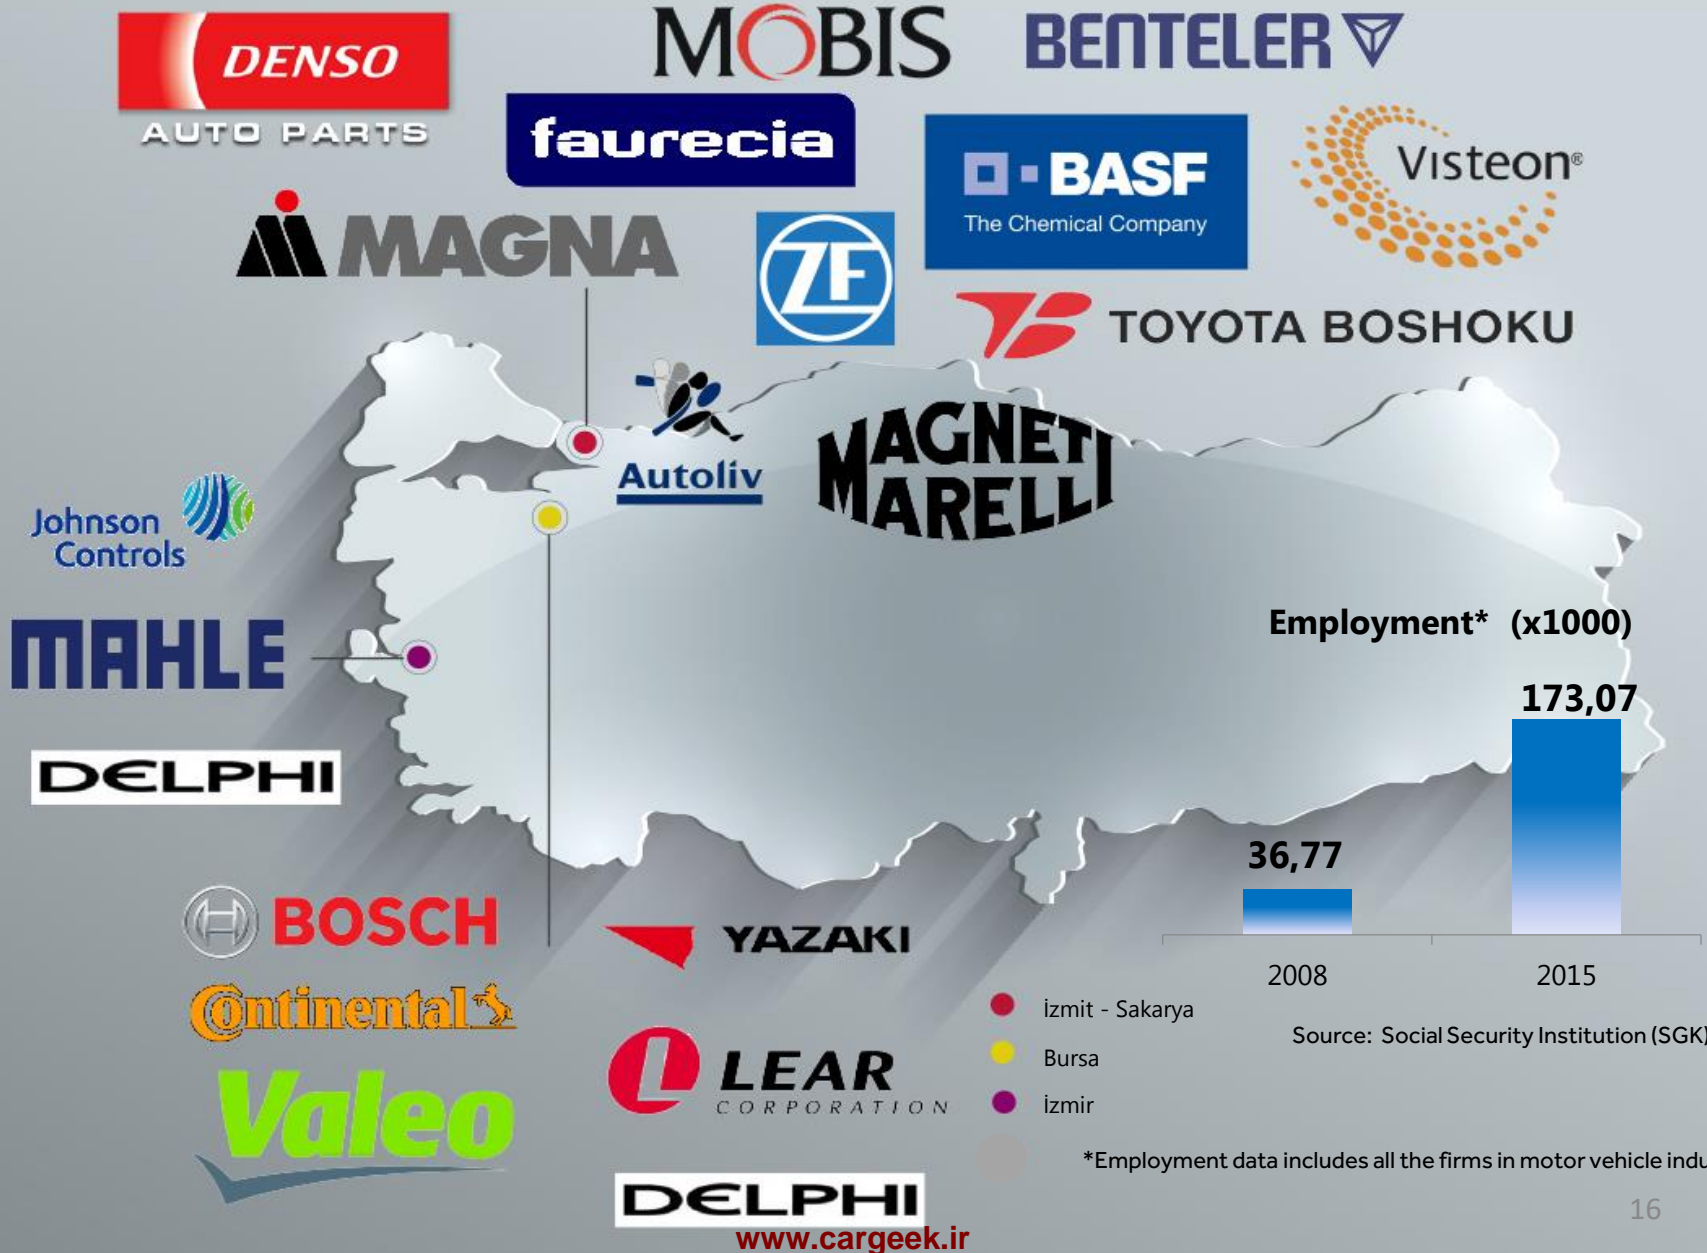 DENSO
AUTO PARTS
MOBIS
BENTELER
faurecia
BASF
The Chemical Company
Visteon®
MAGNA
ZF
TOYOTA BOSHOKU
Autoliv
MAGNETI
MARELLI
Johnson
Controls
MAHLE
DELPHI
Employment* (x1000)
173,07
36,77
2008
2015
Source: Social Security Institution (SGK)
BOSCH
Continental
Valeo
YAZAKI
LEAR
CORPORATION
DELPHI
İzmit - Sakarya
Bursa
İzmir
*Employment data includes all the firms in motor vehicle indu
16
www.cargeek.ir